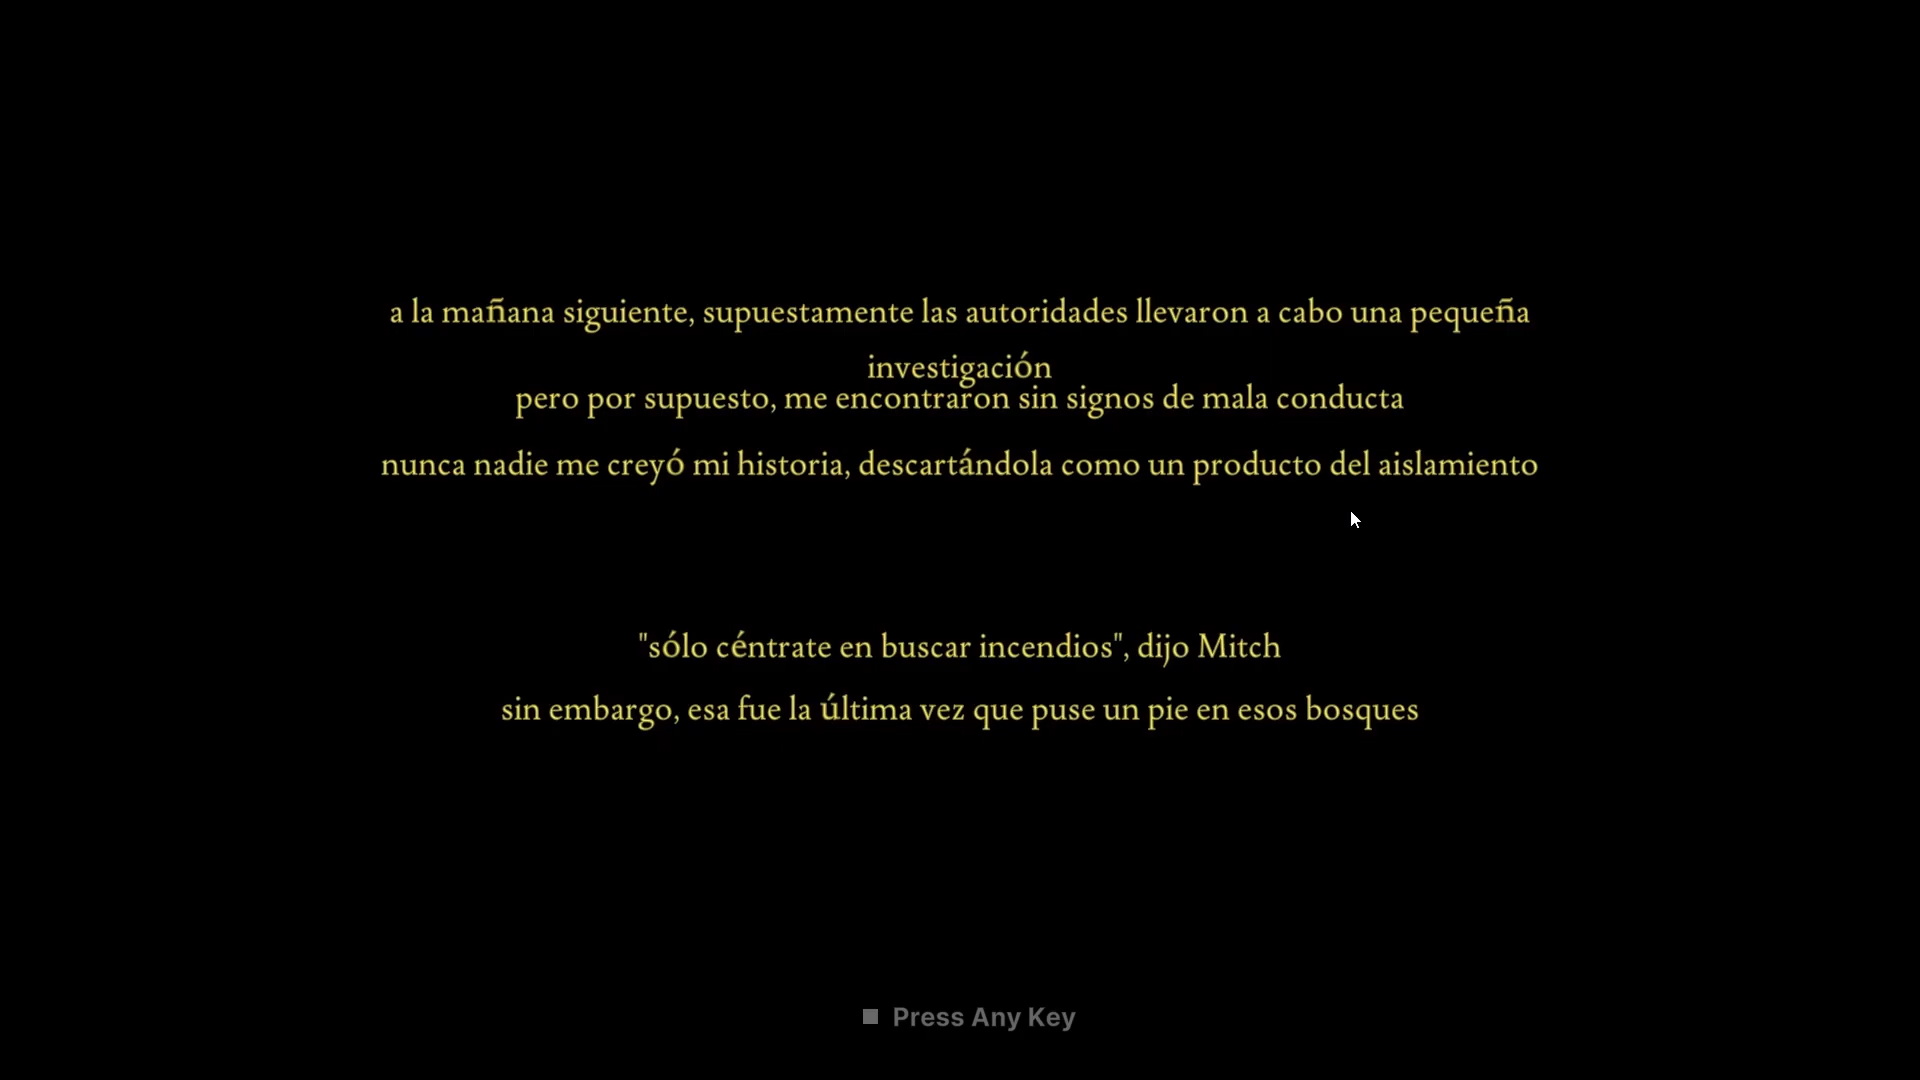 a la mañana siguiente, supuestamente las autoridades llevaron a cabo una pequeña
investigación
pero por supuesto, me encontraron sin signos de mala conducta
nunca nadie me creyó mi historia, descartándola como un producto del aislamiento
"sólo céntrate en buscar incendios", dijo Mitch
sin embargo, esa fue la última vez que puse un pie en esos bosques
Press Any Key